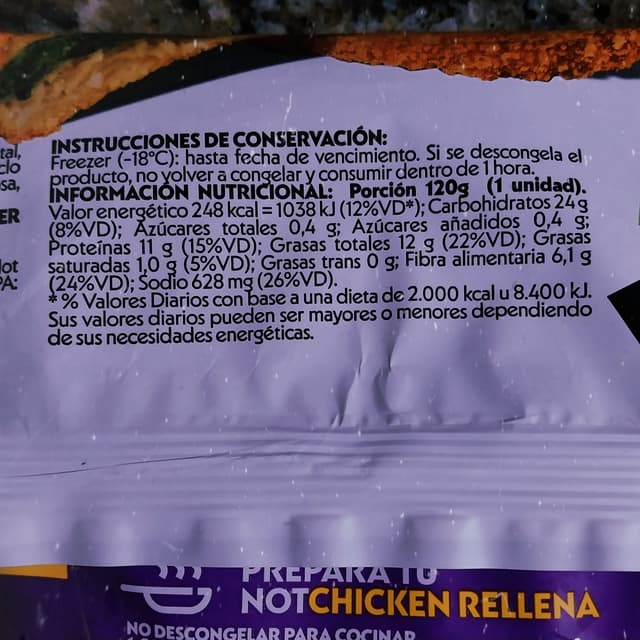 INSTRUCCIONES DE CONSERVACIÓN:
Freezer (-18°C): hasta fecha de vencimiento. Si se descongela el
producto, no volver a congelar y consumir dentro de 1 hora.
INFORMACIÓN NUTRICIONAL: Porción 120g (1 unidad).
Valor energético 248 kcal = 1038 kJ (12%VD*); Carbohidratos 24 g
(8%VD); Azúcares totales 0,4 g; Azúcares añadidos 0,4 g;
Proteínas 11 g (15%VD); Grasas totales 12 g (22%VD); Grasas
saturadas 1,0 g (5%VD); Grasas trans 0 g; Fibra alimentaria 6,1 g
(24%VD); Sodio 628 mg (26%VD).
* % Valores Diarios con base a una dieta de 2.000 kcal u 8.400 kJ.
Sus valores diarios pueden ser mayores o menores dependiendo
de sus necesidades energéticas.
PREPARA TU
NOTCHICKEN RELLENA
NO DESCONGELAR PARA COCINAR